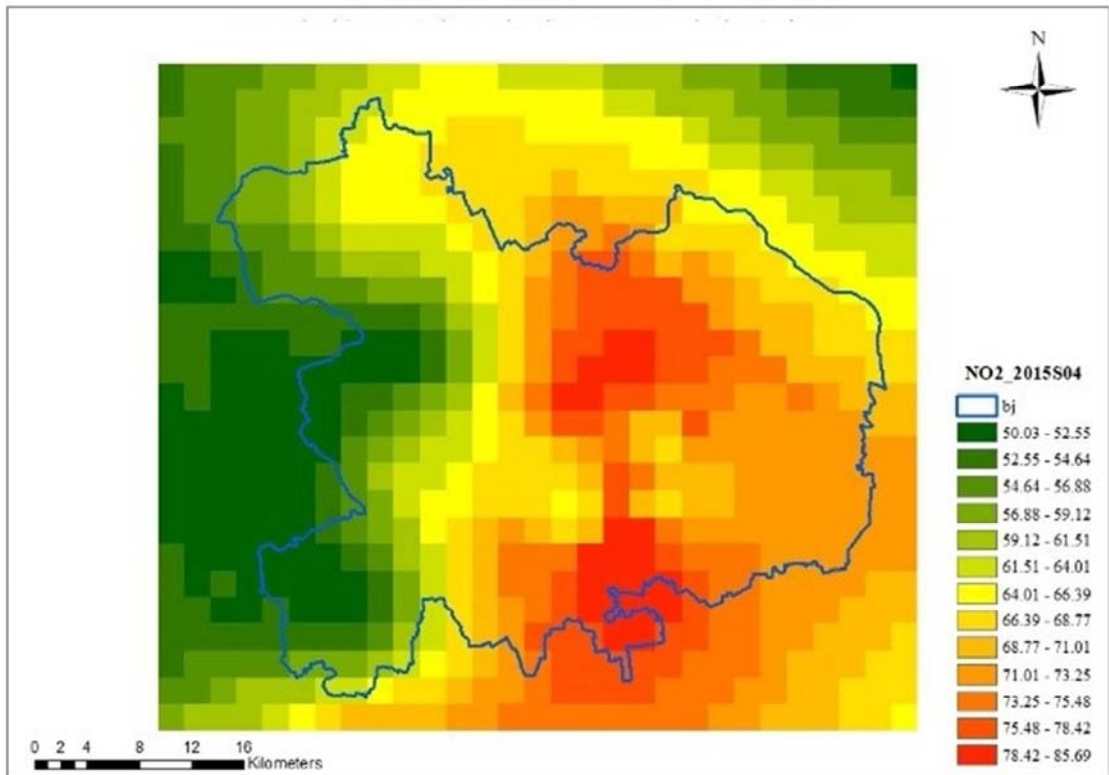 N
NO2_2015S04
bj
50.03 - 52.55
52.55 - 54.64
54.64 - 56.88
56.88 - 59.12
59.12 - 61.51
61.51 - 64.01
64.01 - 66.39
66.39 - 68.77
68.77 - 71.01
71.01 - 73.25
73.25 - 75.48
75.48 - 78.42
78.42 - 85.69
0 2 4 8 12 16
Kilometers